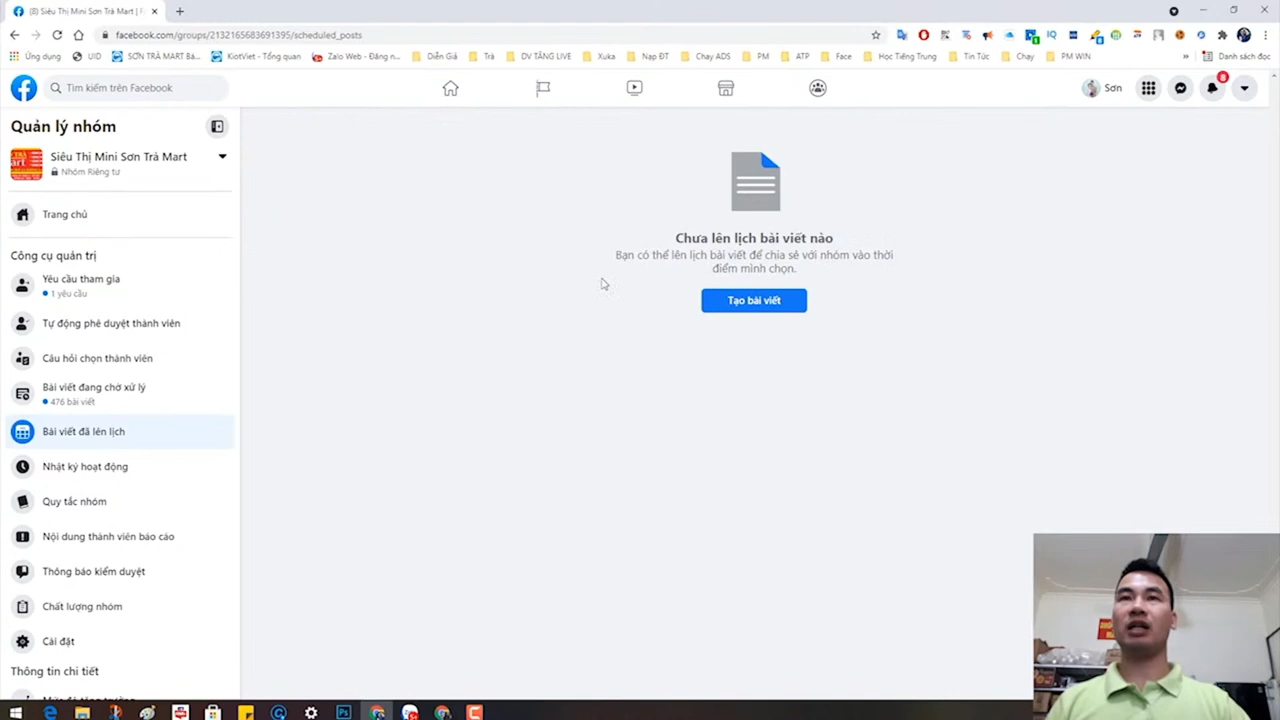 (8) Siêu Thị Mini Sơn Trà Mart | F
facebook.com/groups/2132165683691395/scheduled_posts
Ứng dụng
UID
SƠN TRÀ MART Bả...
KiotViet - Tổng quan
Zalo Web - Đăng n...
Diễn Giả
Trà
DV TĂNG LIVE
Xuka
Nạp ĐT
Chay ADS
PM
ATP
Face
Học Tiếng Trung
Tin Tức
Chay
PM WIN
»
Danh sách đọc
Tìm kiếm trên Facebook
Sơn
8
Quản lý nhóm
Siêu Thị Mini Sơn Trà Mart
Nhóm Riêng tư
Trang chủ
Công cụ quản trị
Yêu cầu tham gia
1 yêu cầu
Tự động phê duyệt thành viên
Câu hỏi chọn thành viên
Bài viết đang chờ xử lý
476 bài viết
Bài viết đã lên lịch
Nhật ký hoạt động
Quy tắc nhóm
Nội dung thành viên báo cáo
Thông báo kiểm duyệt
Chất lượng nhóm
Cài đặt
Thông tin chi tiết
Chưa lên lịch bài viết nào
Bạn có thể lên lịch bài viết để chia sẻ với nhóm vào thời
điểm mình chọn.
Tạo bài viết